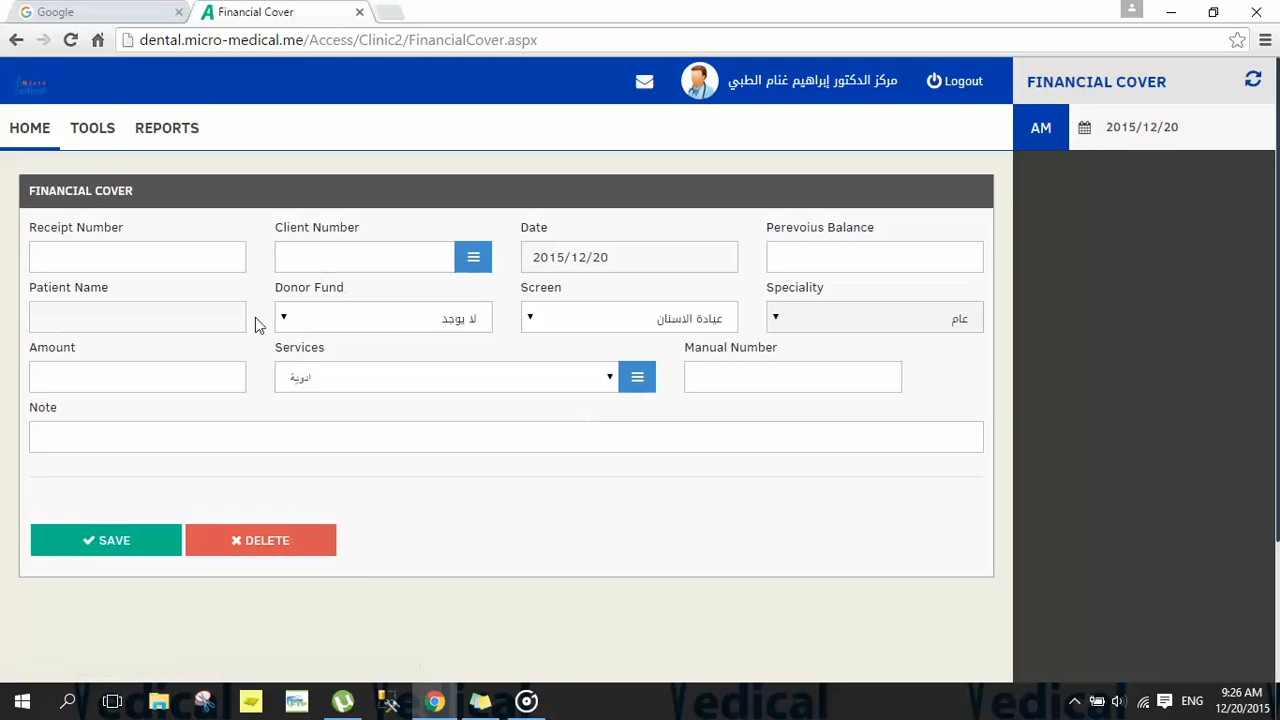 Google
Financial Cover
dental.micro-medical.me/Access/Clinic2/FinancialCover.aspx
مركز الدكتور إبراهيم غنام الطبي
Logout
FINANCIAL COVER
HOME TOOLS REPORTS
AM 2015/12/20
FINANCIAL COVER
Receipt Number Client Number Date Perevoius Balance
2015/12/20
Patient Name Donor Fund Screen Speciality
لا يوجد
عيادة الاسنان
عام
Amount Services Manual Number
ادوية
Note
SAVE DELETE
ENG
9:26 AM
12/20/2015